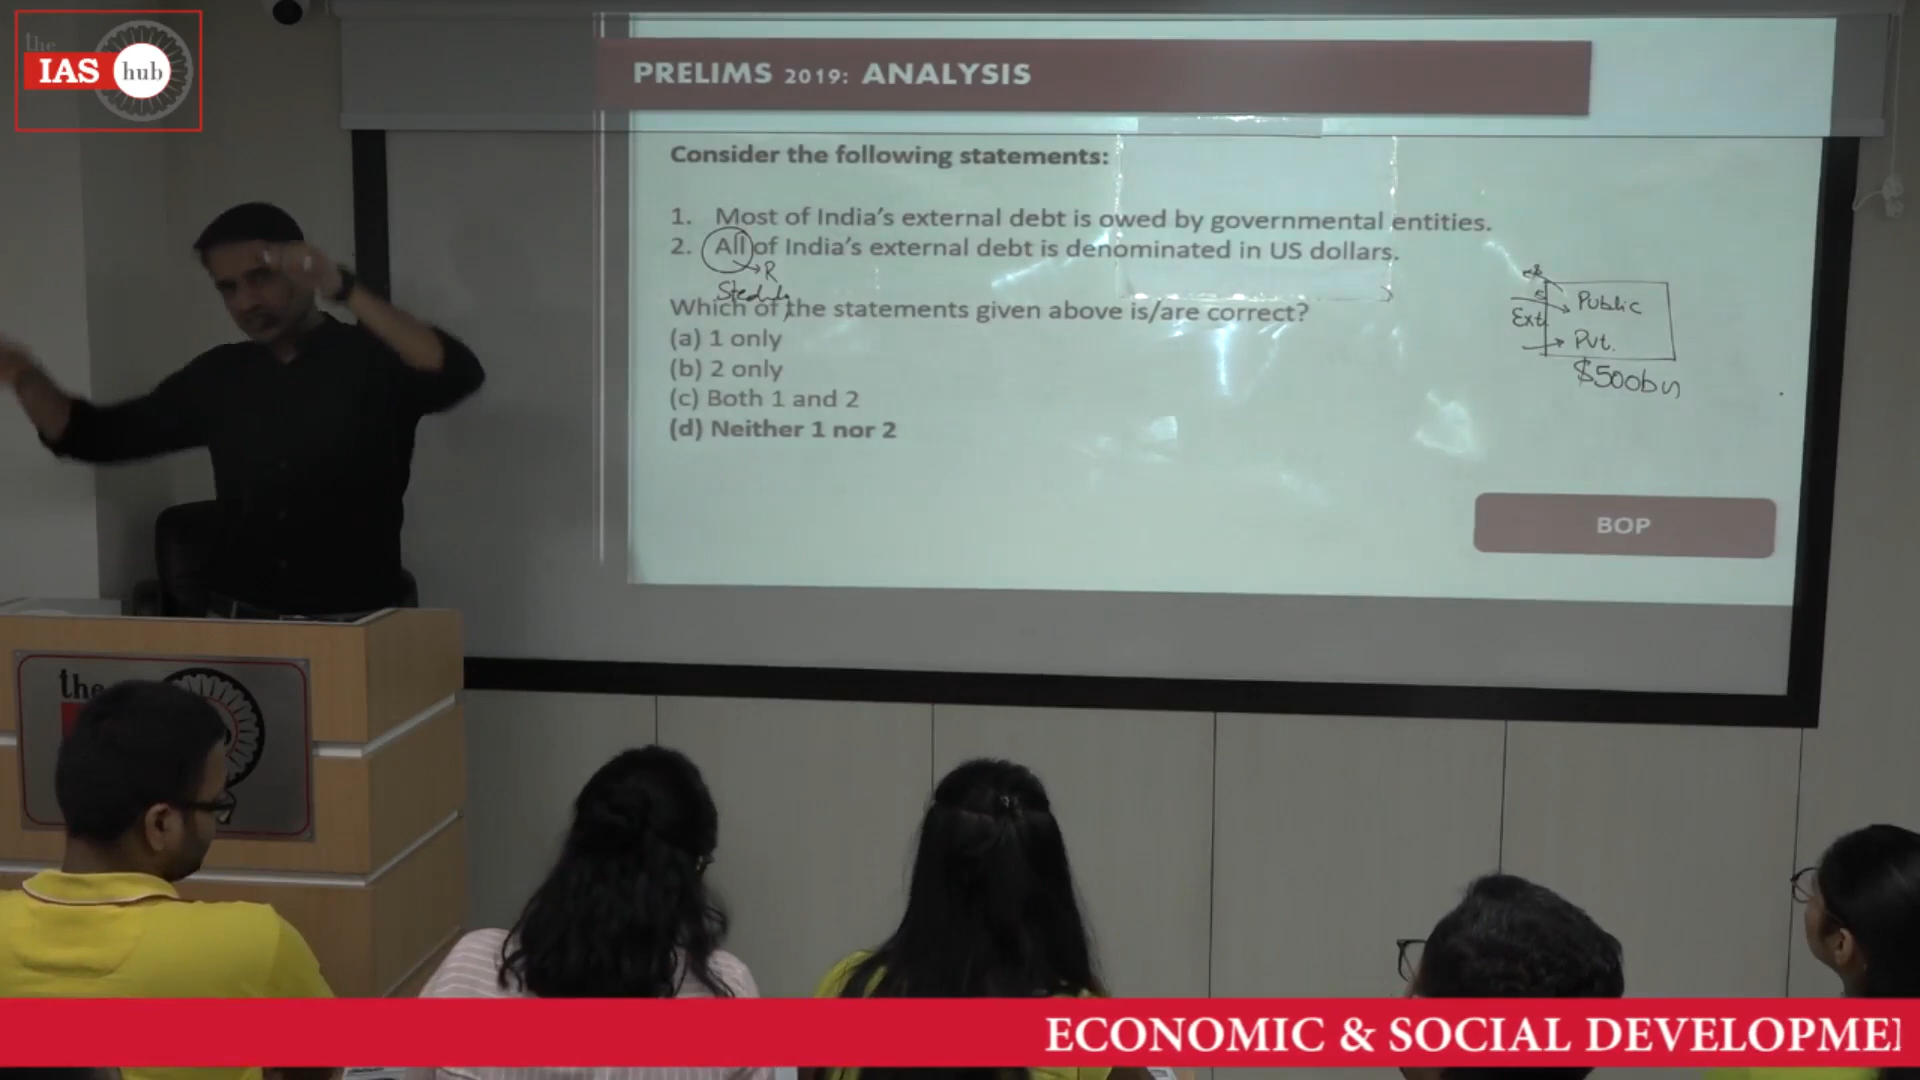 the
IAS hub
PRELIMS 2019: ANALYSIS
Consider the following statements:
1. Most of India's external debt is owed by governmental entities.
2. All of India's external debt is denominated in US dollars.
R
Which of the statements given above is/are correct?
(a) 1 only
(b) 2 only
(c) Both 1 and 2
(d) Neither 1 nor 2
Public
Ext.
Pvt.
$500bn
BOP
the
ECONOMIC & SOCIAL DEVELOPME